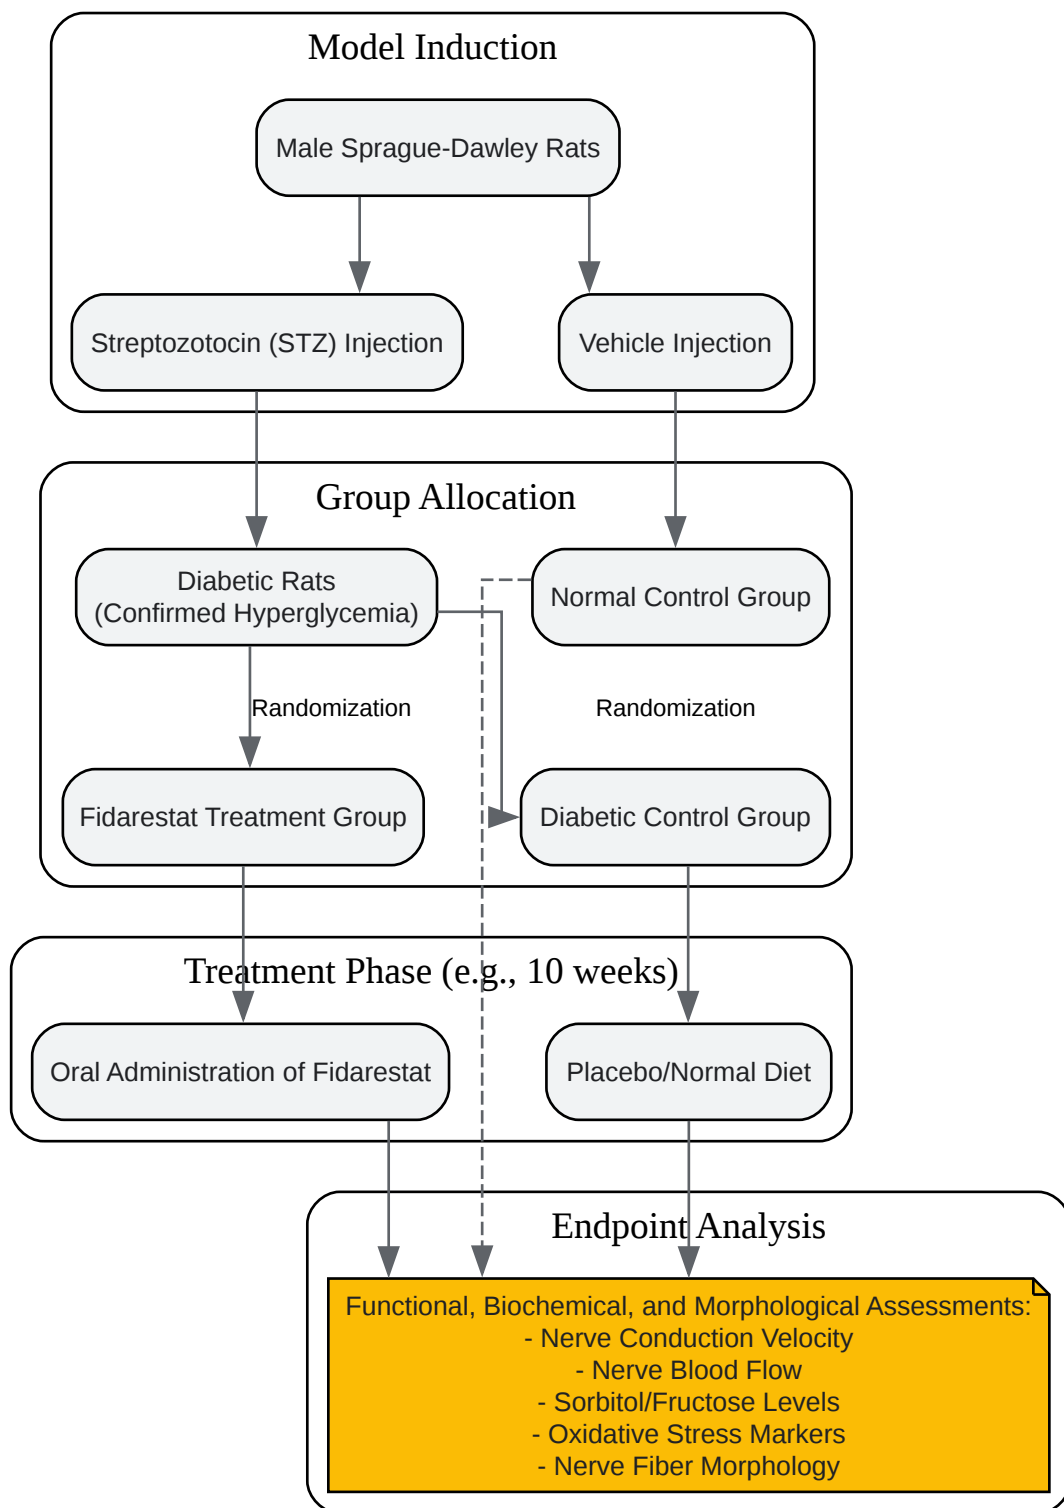 Model Induction
Male Sprague-Dawley Rats
Streptozotocin (STZ) Injection
Vehicle Injection
Group Allocation
Diabetic Rats
(Confirmed Hyperglycemia)
Normal Control Group
Randomization
Randomization
Fidarestat Treatment Group
Diabetic Control Group
Treatment Phase (e.g., 10 weeks)
Oral Administration of Fidarestat
Placebo/Normal Diet
Endpoint Analysis
Functional, Biochemical, and Morphological Assessments:
- Nerve Conduction Velocity
- Nerve Blood Flow
- Sorbitol/Fructose Levels
- Oxidative Stress Markers
- Nerve Fiber Morphology